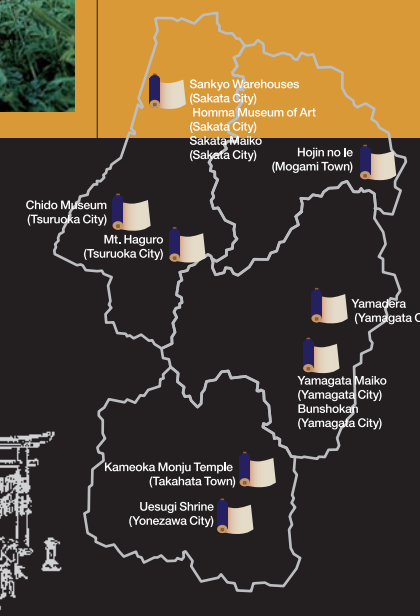 Sankyo Warehouses
(Sakata City)
Homma Museum of Art
(Sakata City)
Sakata Maiko
(Sakata City)
Hojin no Ie
(Mogami Town)
Chido Museum
(Tsuruoka City)
Mt. Haguro
(Tsuruoka City)
Yamadera
(Yamagata C
Yamagata Maiko
(Yamagata City)
Bunshokan
(Yamagata City)
Kameoka Monju Temple
(Takahata Town)
Uesugi Shrine
(Yonezawa City)